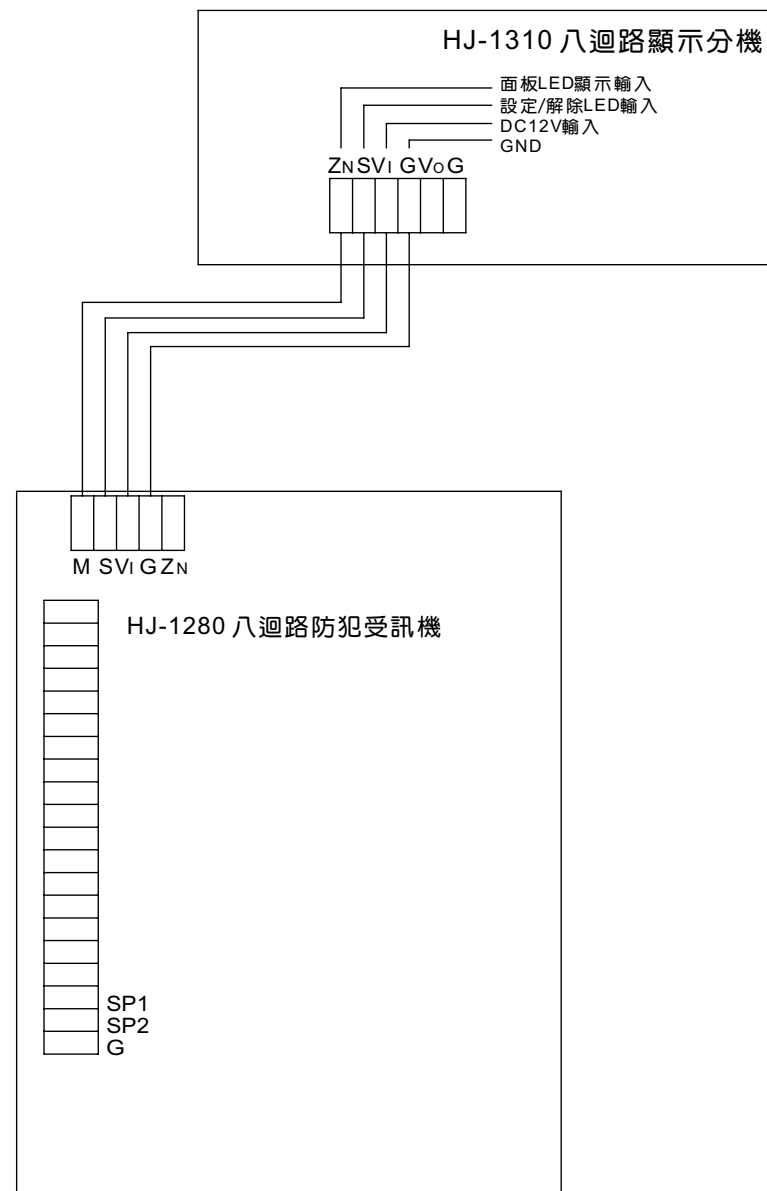 HJ-1310 八迴路顯示分機
面板LED顯示輸入
設定/解除LED輸入
DC12V輸入
GND
ZN SVI GVO G
M SVI G ZN
HJ-1280 八迴路防犯受訊機
SP1
SP2
G